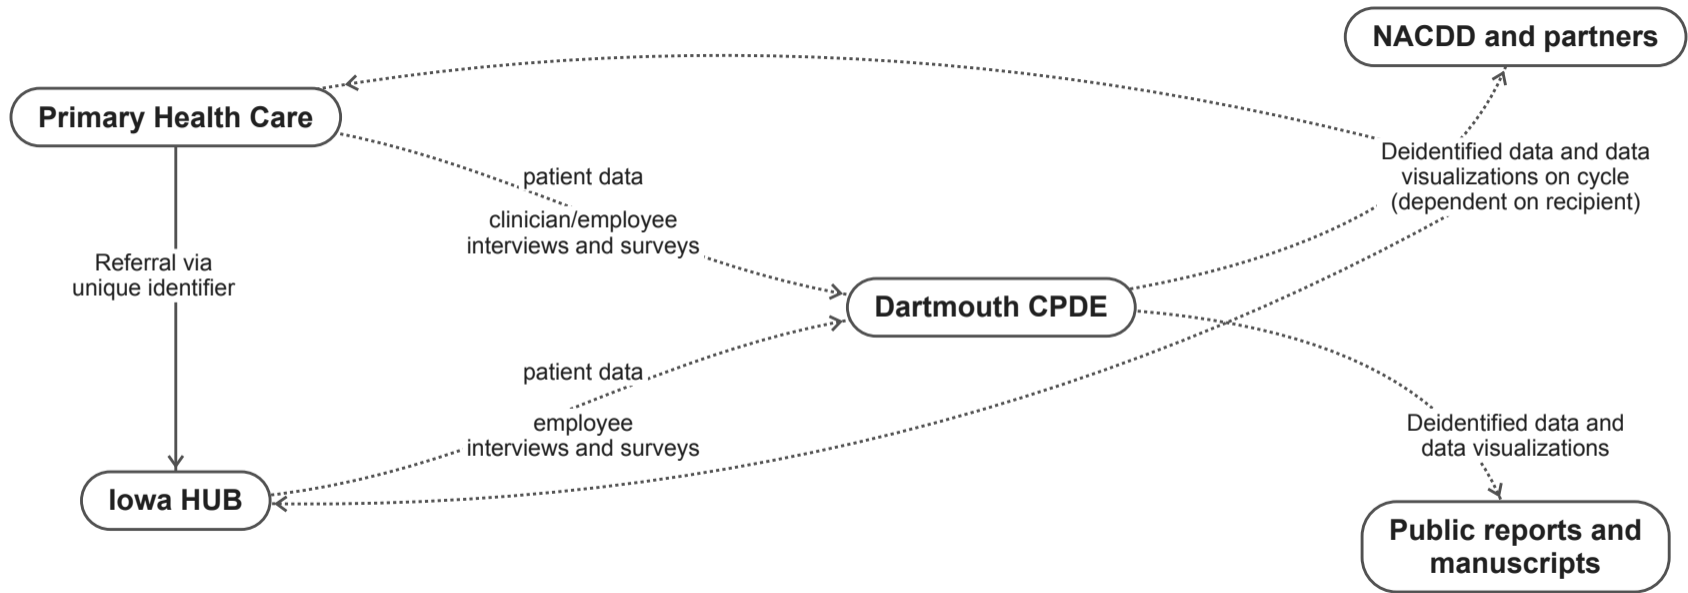 NACDD and partners
Primary Health Care
Deidentified data and data
visualizations on cycle
(dependent on recipient)
patient data
clinician/employee
interviews and surveys
Referral via
unique identifier
Dartmouth CPDE
patient data
employee
interviews and surveys
Deidentified data and
data visualizations
Iowa HUB
Public reports and
manuscripts